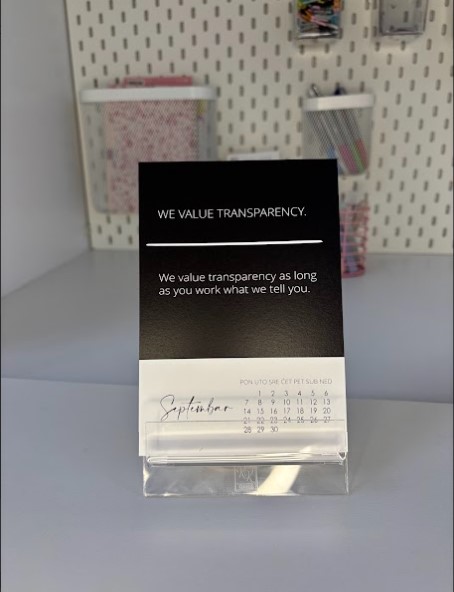 WE VALUE TRANSPARENCY.
We value transparency as long
as you work what we tell you.
PON UTO SRE ČET PET SUB NED
Septembar
1 2 3 4 5 6
7 8 9 10 11 12 13
14 15 16 17 18 19 20
21 22 23 24 25 26 27
28 29 30